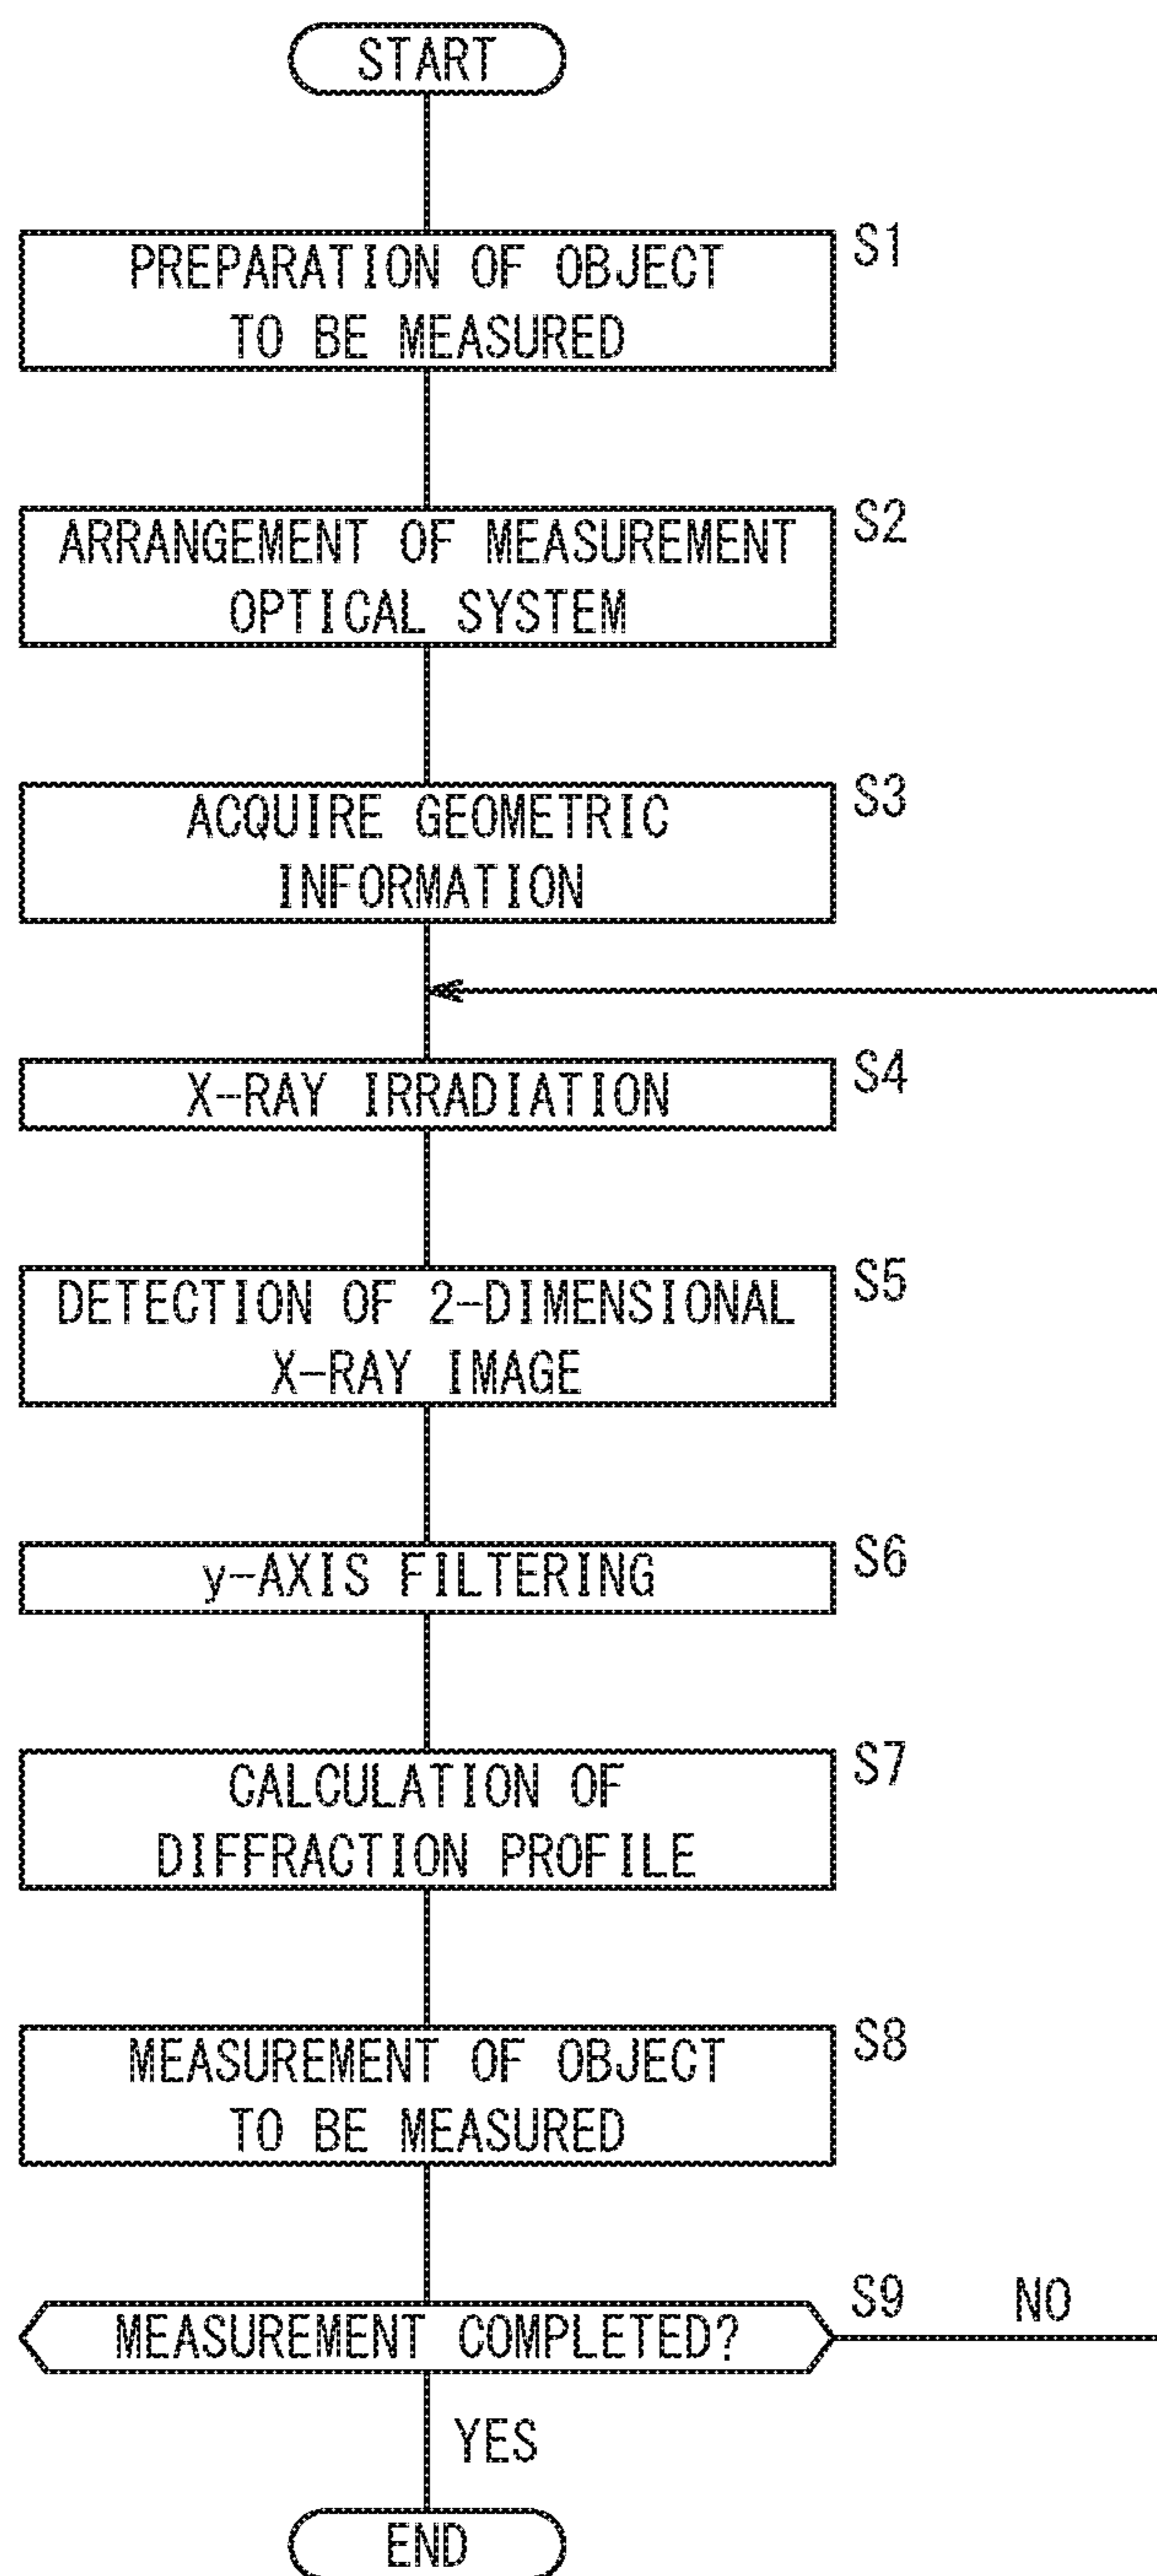 START
S1
PREPARATION OF OBJECT
TO BE MEASURED
S2
ARRANGEMENT OF MEASUREMENT
OPTICAL SYSTEM
S3
ACQUIRE GEOMETRIC
INFORMATION
S4
X-RAY IRRADIATION
S5
DETECTION OF 2-DIMENSIONAL
X-RAY IMAGE
S6
y-AXIS FILTERING
S7
CALCULATION OF
DIFFRACTION PROFILE
S8
MEASUREMENT OF OBJECT
TO BE MEASURED
S9
NO
MEASUREMENT COMPLETED?
YES
END